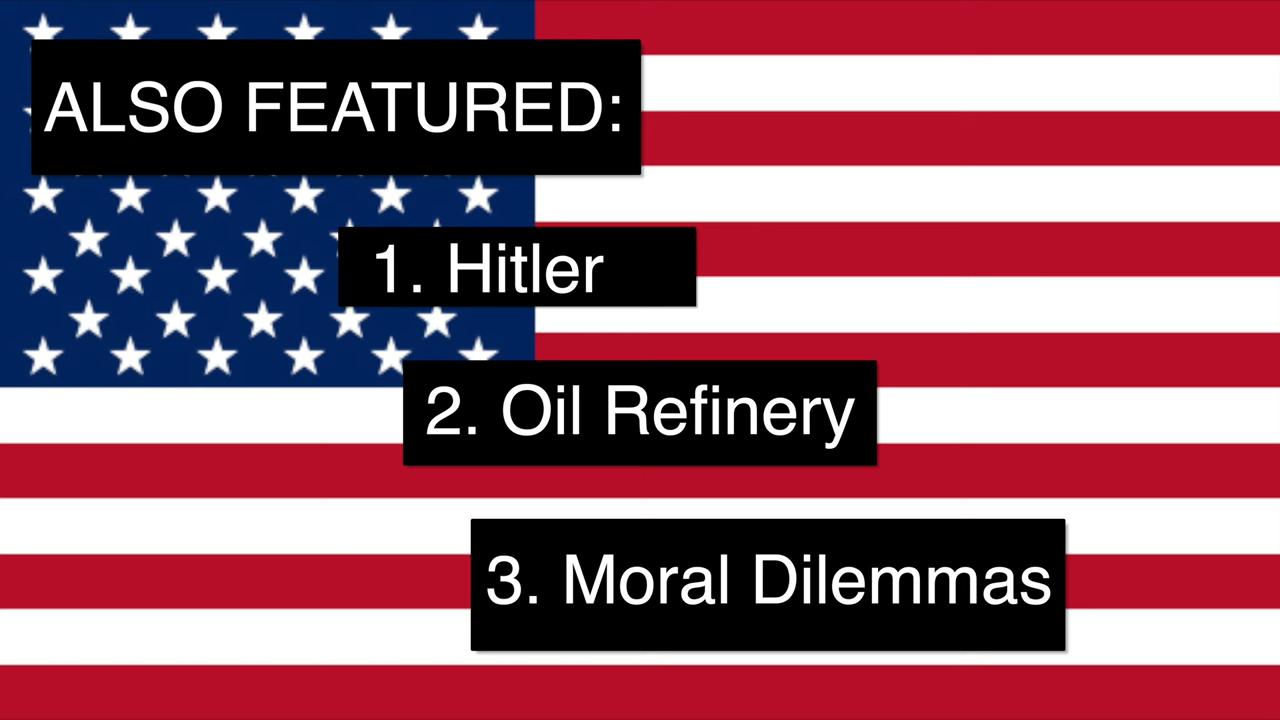 ALSO FEATURED:
1. Hitler
2. Oil Refinery
3. Moral Dilemmas